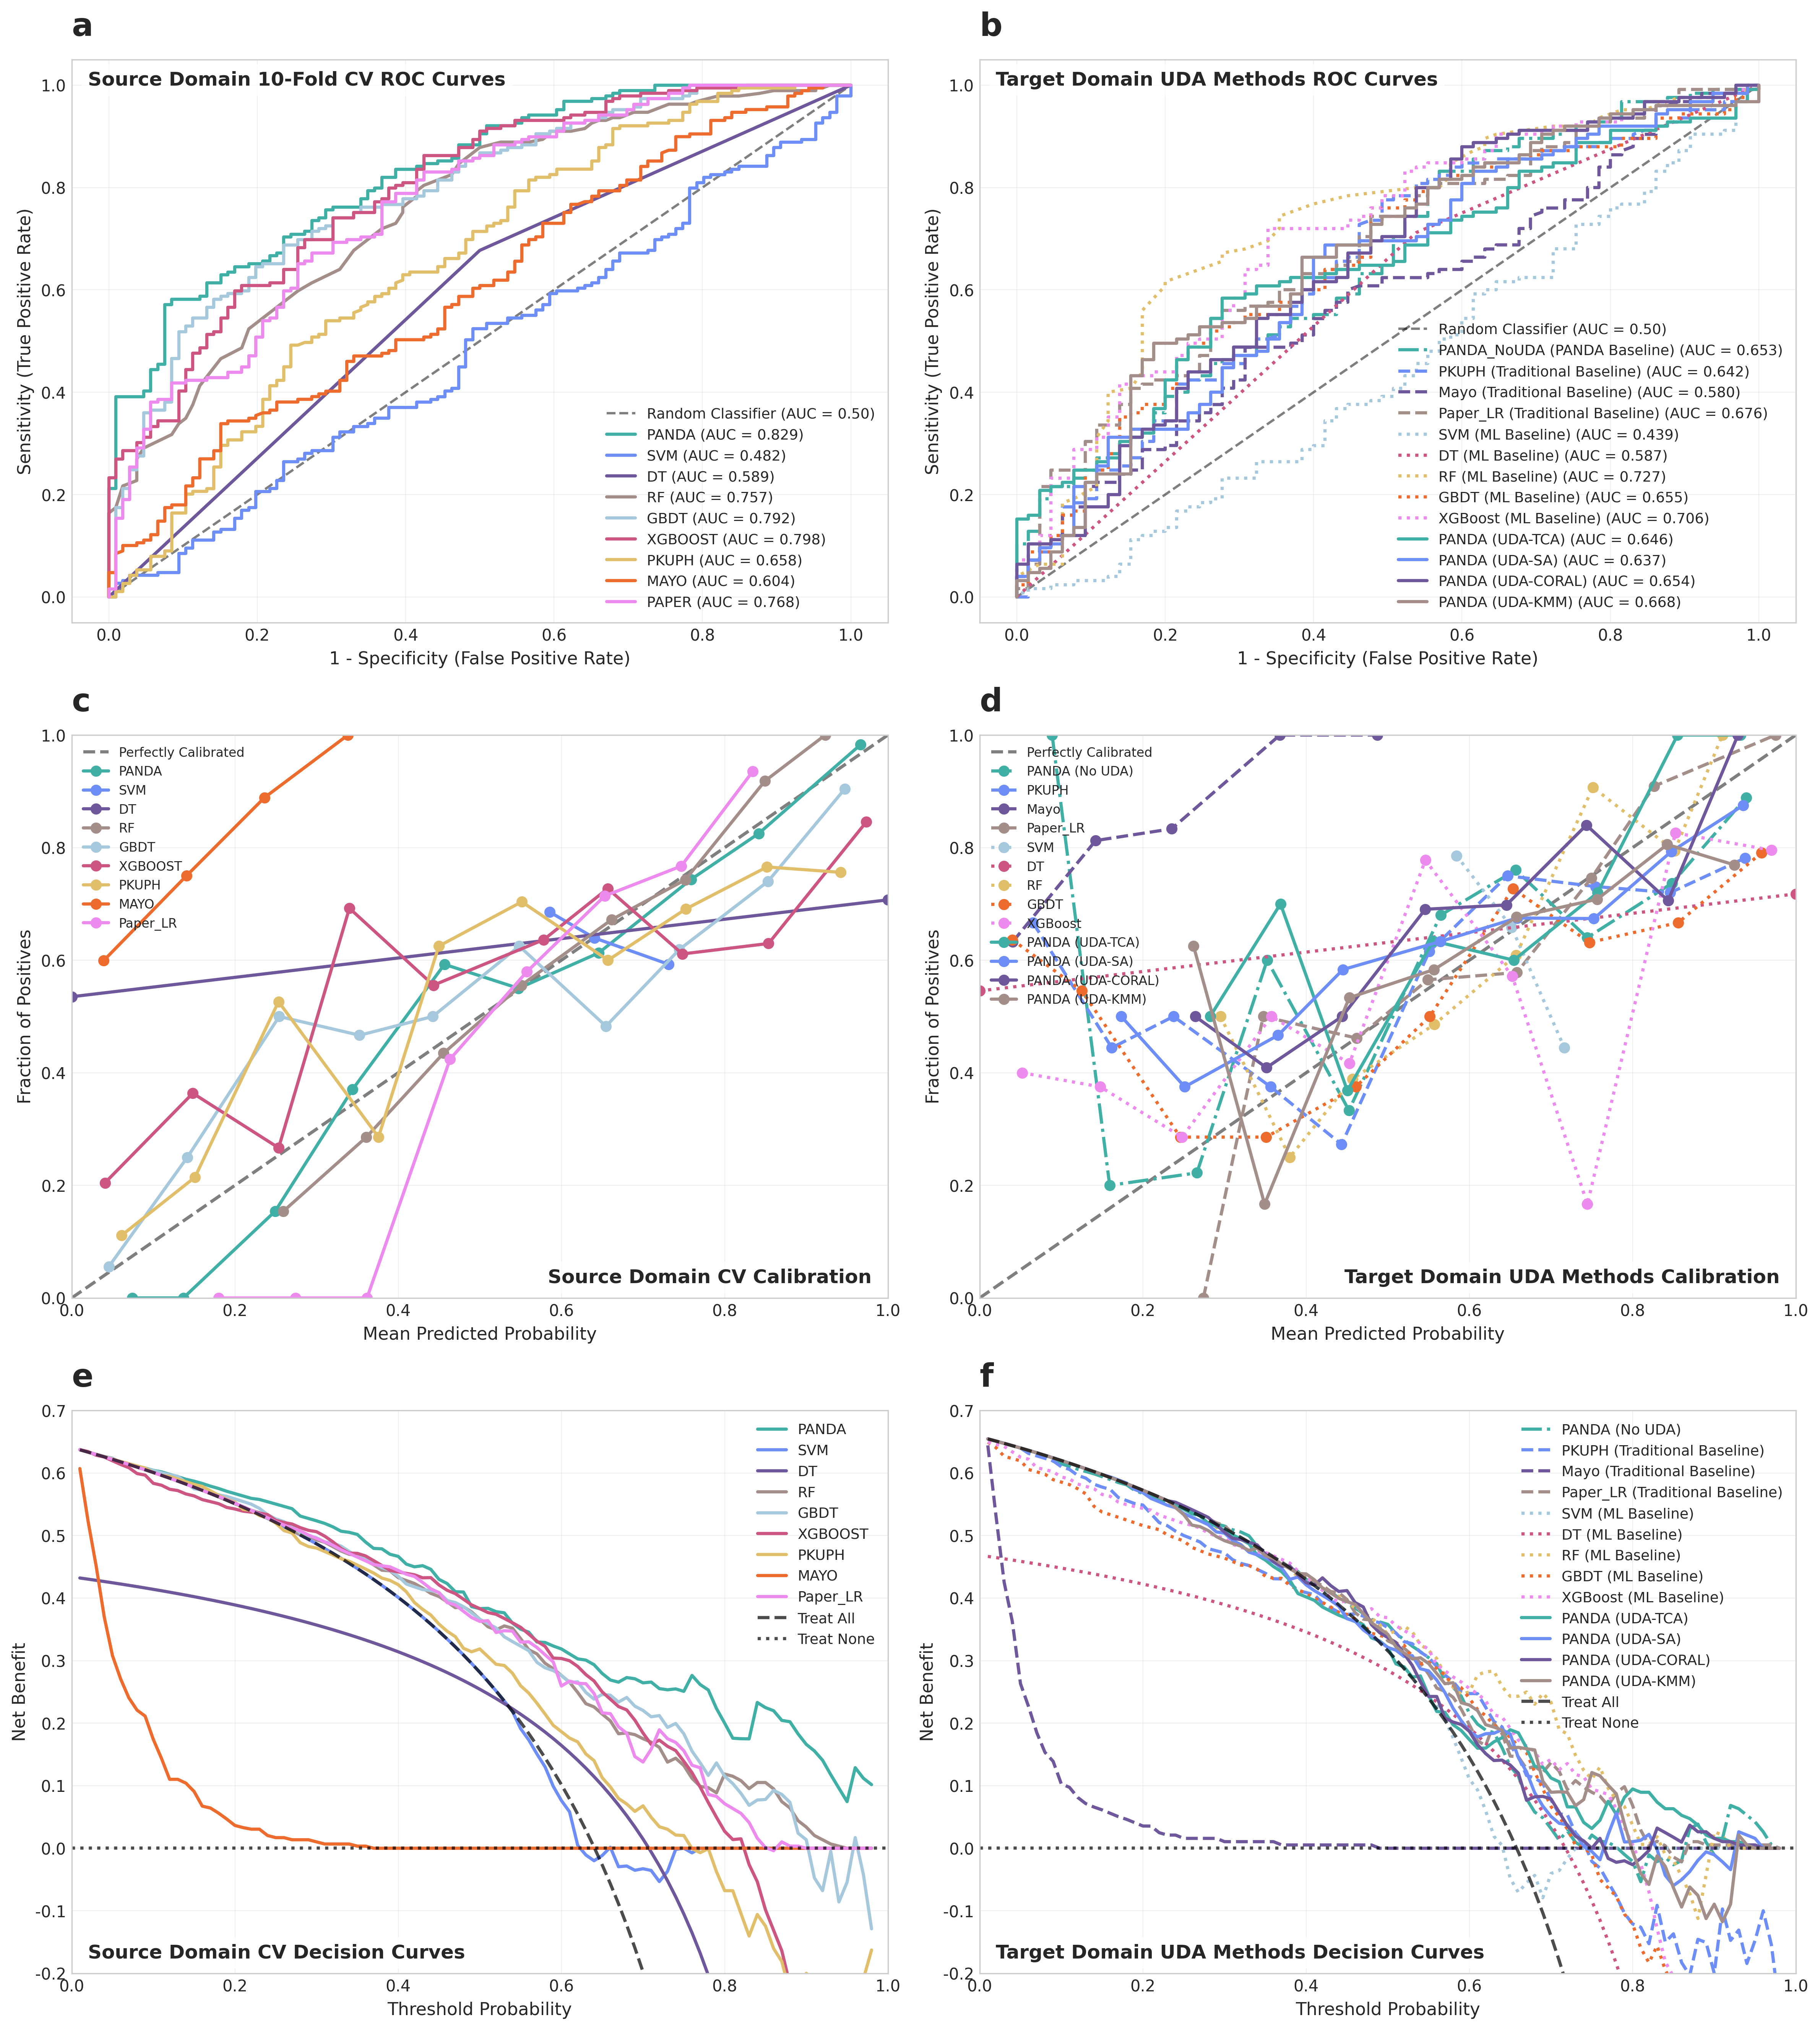 a
Source Domain 10-Fold CV ROC Curves
Sensitivity (True Positive Rate)
1.0
0.8
0.6
0.4
0.2
0.0
Random Classifier (AUC = 0.50)
PANDA (AUC = 0.829)
SVM (AUC = 0.482)
DT (AUC = 0.589)
RF (AUC = 0.757)
GBDT (AUC = 0.792)
XGBOOST (AUC = 0.798)
PKUPH (AUC = 0.658)
MAYO (AUC = 0.604)
PAPER (AUC = 0.768)
0.0 0.2 0.4 0.6 0.8 1.0
1 - Specificity (False Positive Rate)
b
Target Domain UDA Methods ROC Curves
Sensitivity (True Positive Rate)
1.0
0.8
0.6
0.4
0.2
0.0
Random Classifier (AUC = 0.50)
PANDA_NoUDA (PANDA Baseline) (AUC = 0.653)
PKUPH (Traditional Baseline) (AUC = 0.642)
Mayo (Traditional Baseline) (AUC = 0.580)
Paper_LR (Traditional Baseline) (AUC = 0.676)
SVM (ML Baseline) (AUC = 0.439)
DT (ML Baseline) (AUC = 0.587)
RF (ML Baseline) (AUC = 0.727)
GBDT (ML Baseline) (AUC = 0.655)
XGBoost (ML Baseline) (AUC = 0.706)
PANDA (UDA-TCA) (AUC = 0.646)
PANDA (UDA-SA) (AUC = 0.637)
PANDA (UDA-CORAL) (AUC = 0.654)
PANDA (UDA-KMM) (AUC = 0.668)
0.0 0.2 0.4 0.6 0.8 1.0
1 - Specificity (False Positive Rate)
c
Fraction of Positives
1.0
0.8
0.6
0.4
0.2
0.0
Perfectly Calibrated
PANDA
SVM
DT
RF
GBDT
XGBOOST
PKUPH
MAYO
Paper_LR
Source Domain CV Calibration
0.0 0.2 0.4 0.6 0.8 1.0
Mean Predicted Probability
d
Fraction of Positives
1.0
0.8
0.6
0.4
0.2
0.0
Perfectly Calibrated
PANDA (No UDA)
PKUPH
Mayo
Paper_LR
SVM
DT
RF
GBDT
XGBoost
PANDA (UDA-TCA)
PANDA (UDA-SA)
PANDA (UDA-CORAL)
PANDA (UDA-KMM)
Target Domain UDA Methods Calibration
0.0 0.2 0.4 0.6 0.8 1.0
Mean Predicted Probability
e
Net Benefit
0.7
0.6
0.5
0.4
0.3
0.2
0.1
0.0
-0.1
-0.2
PANDA
SVM
DT
RF
GBDT
XGBOOST
PKUPH
MAYO
Paper_LR
Treat All
Treat None
Source Domain CV Decision Curves
0.0 0.2 0.4 0.6 0.8 1.0
Threshold Probability
f
Net Benefit
0.7
0.6
0.5
0.4
0.3
0.2
0.1
0.0
-0.1
-0.2
PANDA (No UDA)
PKUPH (Traditional Baseline)
Mayo (Traditional Baseline)
Paper_LR (Traditional Baseline)
SVM (ML Baseline)
DT (ML Baseline)
RF (ML Baseline)
GBDT (ML Baseline)
XGBoost (ML Baseline)
PANDA (UDA-TCA)
PANDA (UDA-SA)
PANDA (UDA-CORAL)
PANDA (UDA-KMM)
Treat All
Treat None
Target Domain UDA Methods Decision Curves
0.0 0.2 0.4 0.6 0.8 1.0
Threshold Probability